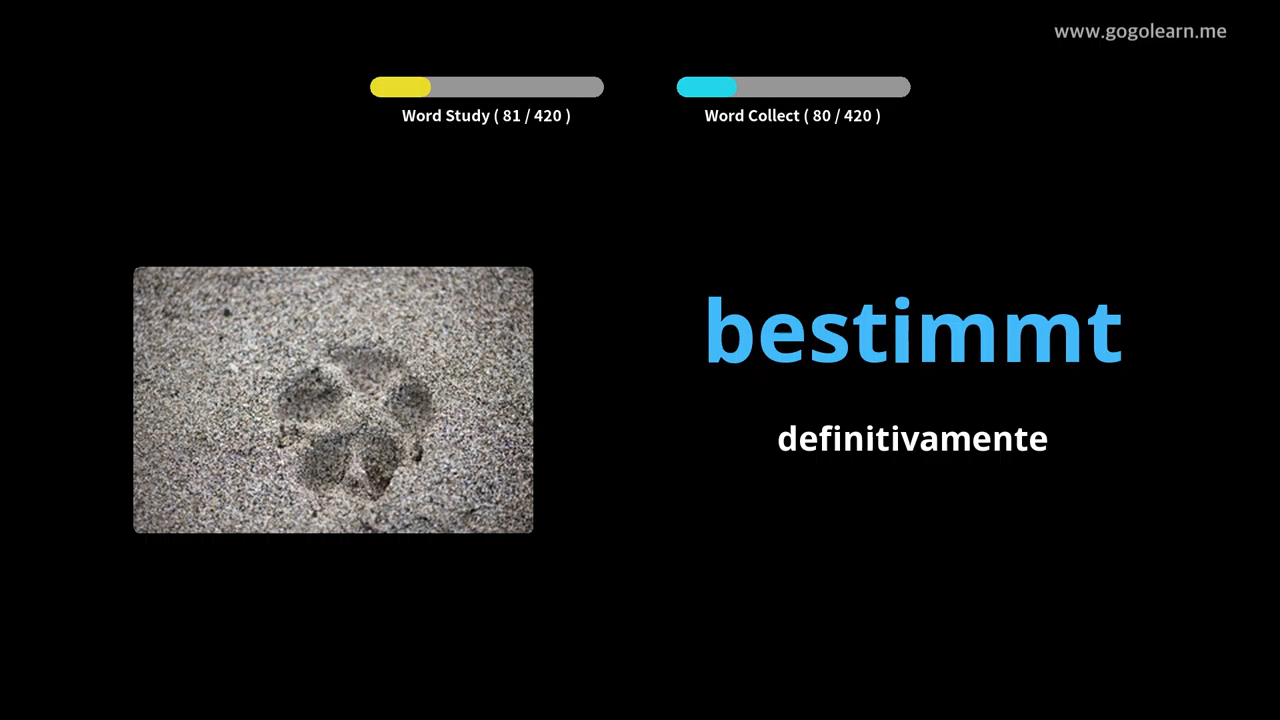 www.gogolearn.me
Word Study ( 81 / 420 )
Word Collect ( 80 / 420 )
bestimmt
definitivamente